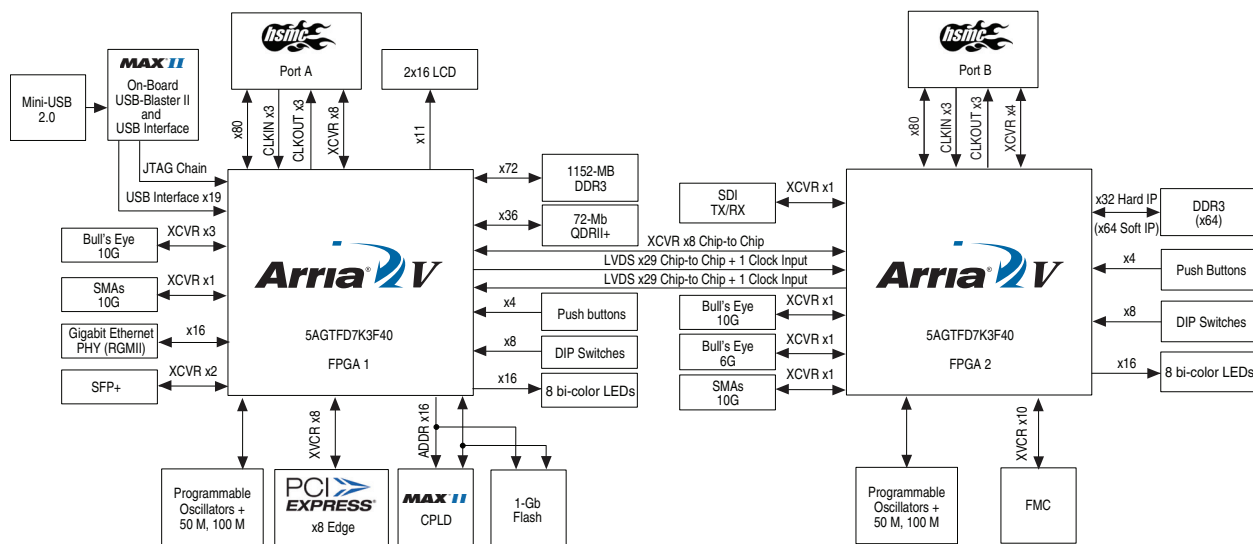 hsmc
Port A
x80
CLKIN x3
CLKOUT x3
XCVR x8
2x16 LCD
x11
Mini-USB
2.0
MAX II
On-Board
USB-Blaster II
and
USB Interface
JTAG Chain
USB Interface x19
Bull's Eye
10G
XCVR x3
SMAs
10G
XCVR x1
Gigabit Ethernet
PHY (RGMII)
x16
SFP+
XCVR x2
Arria® V
5AGTFD7K3F40
FPGA 1
x72
1152-MB
DDR3
x36
72-Mb
QDRII+
XCVR x8 Chip-to Chip
LVDS x29 Chip-to Chip + 1 Clock Input
LVDS x29 Chip-to Chip + 1 Clock Input
x4
Push buttons
x8
DIP Switches
x16
8 bi-color LEDs
Programmable
Oscillators +
50 M, 100 M
XVCR x8
PCI
EXPRESS®
x8 Edge
ADDR x16
MAX II
CPLD
1-Gb
Flash
hsmc
Port B
x80
CLKIN x3
CLKOUT x3
XCVR x4
SDI
TX/RX
XCVR x1
Bull's Eye
10G
XCVR x1
Bull's Eye
6G
XCVR x1
SMAs
10G
XCVR x1
Arria® V
5AGTFD7K3F40
FPGA 2
x32 Hard IP
(x64 Soft IP)
DDR3
(x64)
x4
Push Buttons
x8
DIP Switches
x16
8 bi-color LEDs
Programmable
Oscillators +
50 M, 100 M
XVCR x10
FMC